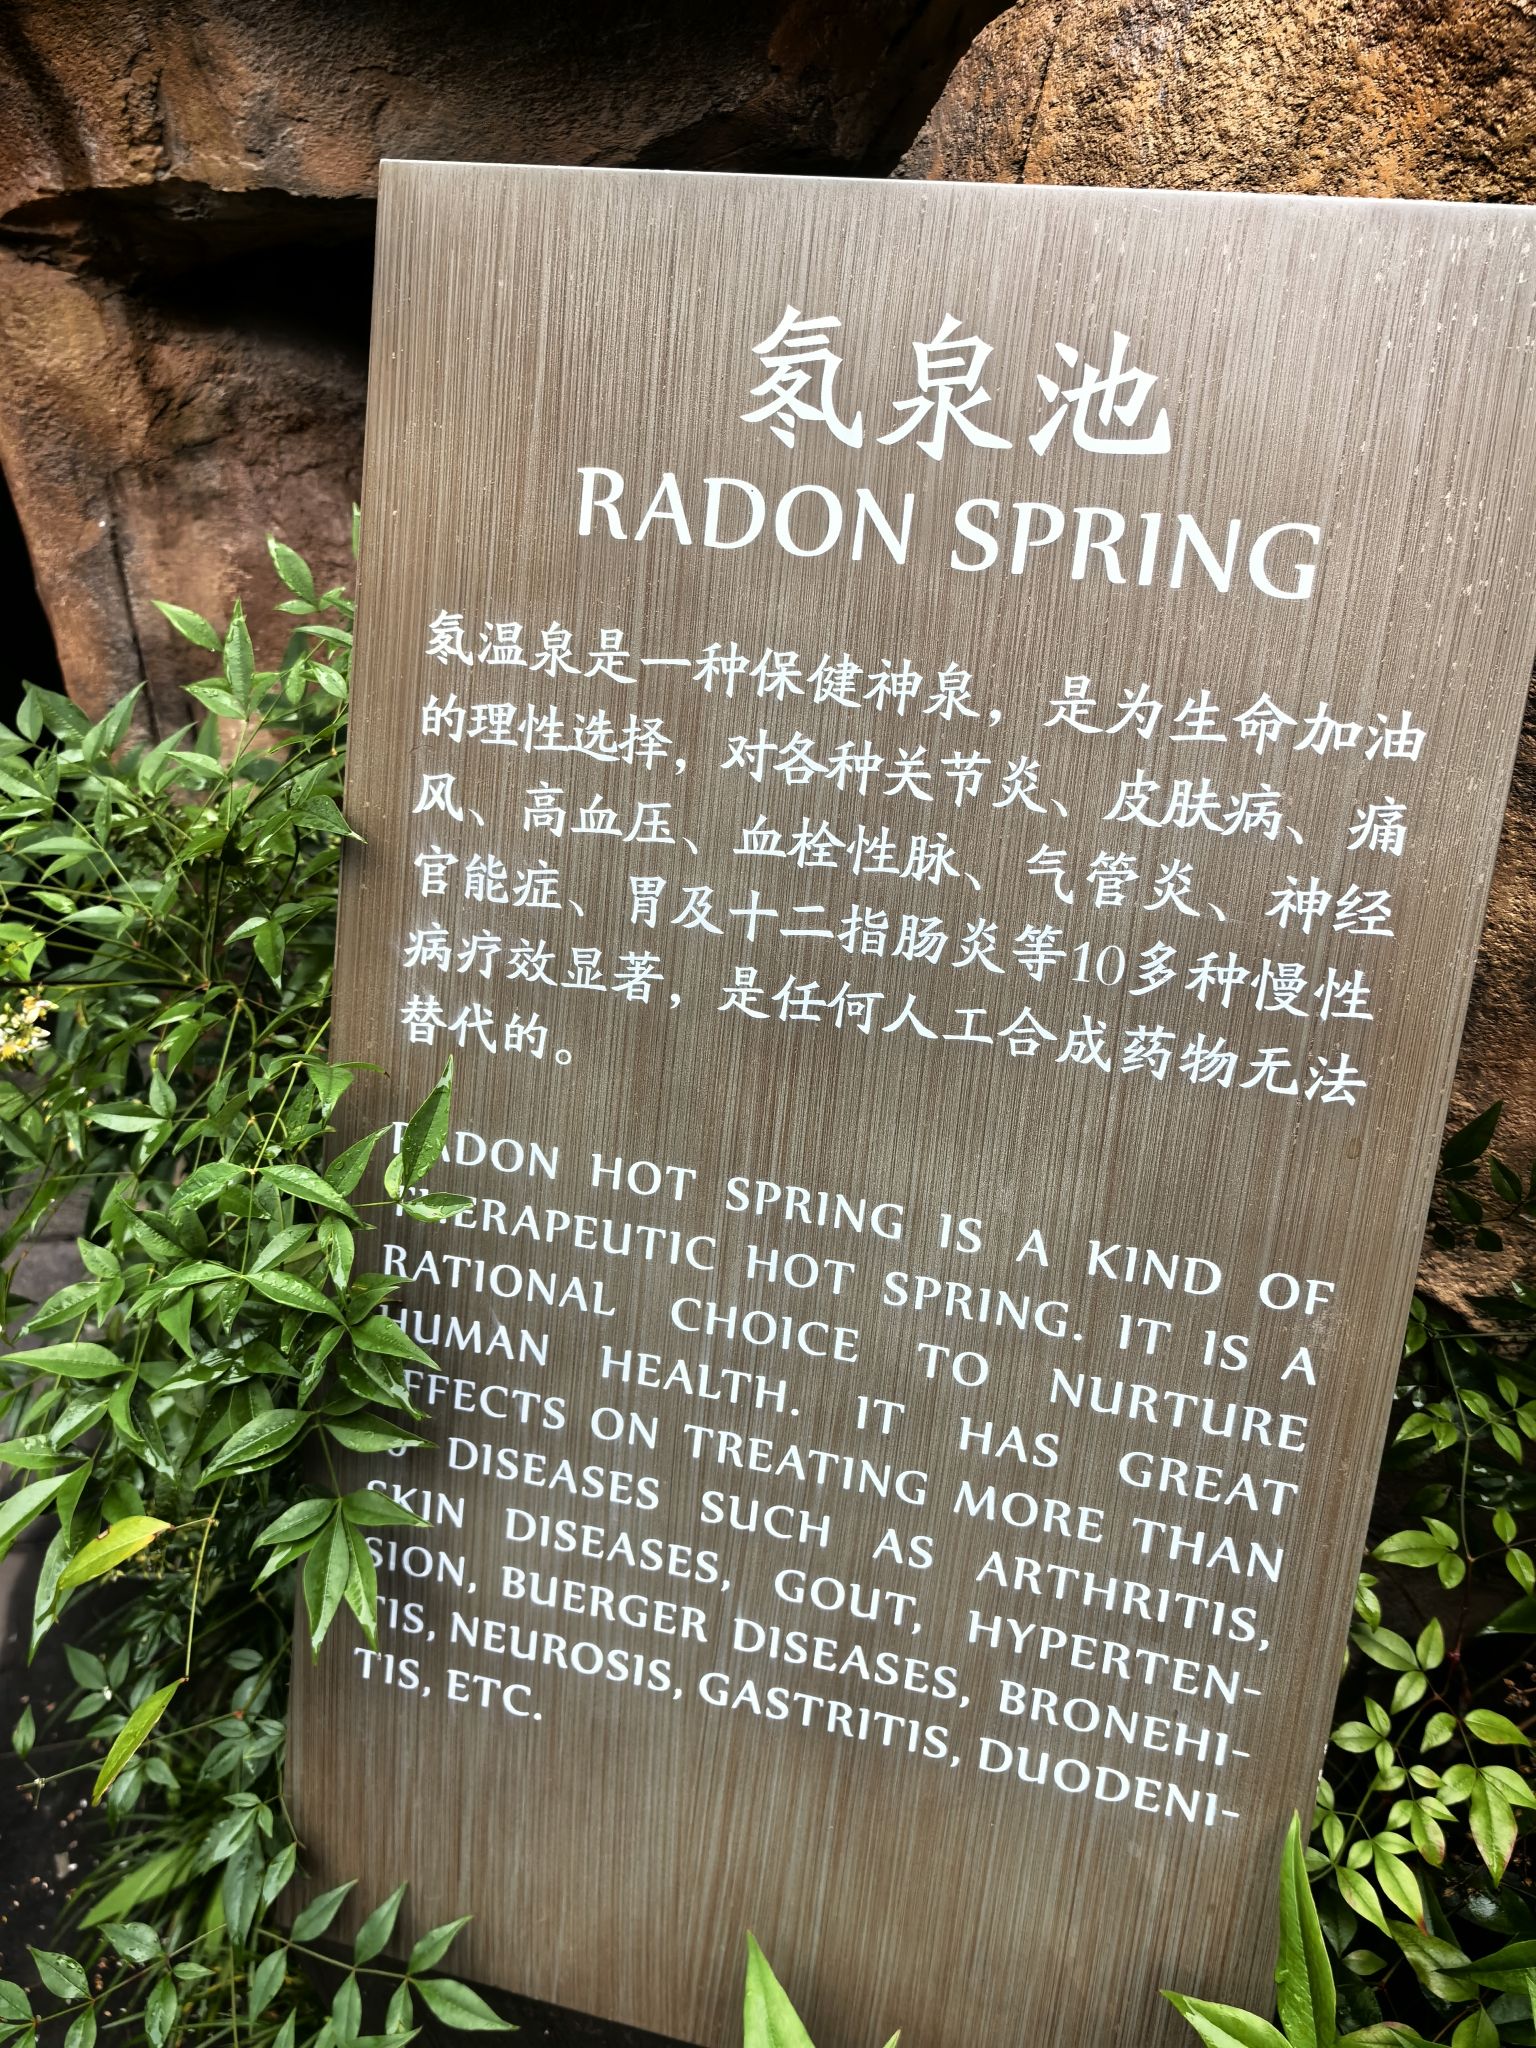 氡泉池
RADON SPRING
氡温泉是一种保健神泉，是为生命加油
的理性选择，对各种关节炎、皮肤病、痛
风、高血压、血栓性脉、气管炎、神经
官能症、胃及十二指肠炎等10多种慢性
病疗效显著，是任何人工合成药物无法
替代的。
RADON HOT SPRING IS A KIND OF
THERAPEUTIC HOT SPRING. IT IS A
RATIONAL CHOICE TO NURTURE
HUMAN HEALTH. IT HAS GREAT
EFFECTS ON TREATING MORE THAN
DISEASES SUCH AS ARTHRITIS,
SKIN DISEASES, GOUT, HYPERTEN-
SION, BUERGER DISEASES, BRONEHI-
TIS, NEUROSIS, GASTRITIS, DUODENI-
TIS, ETC.